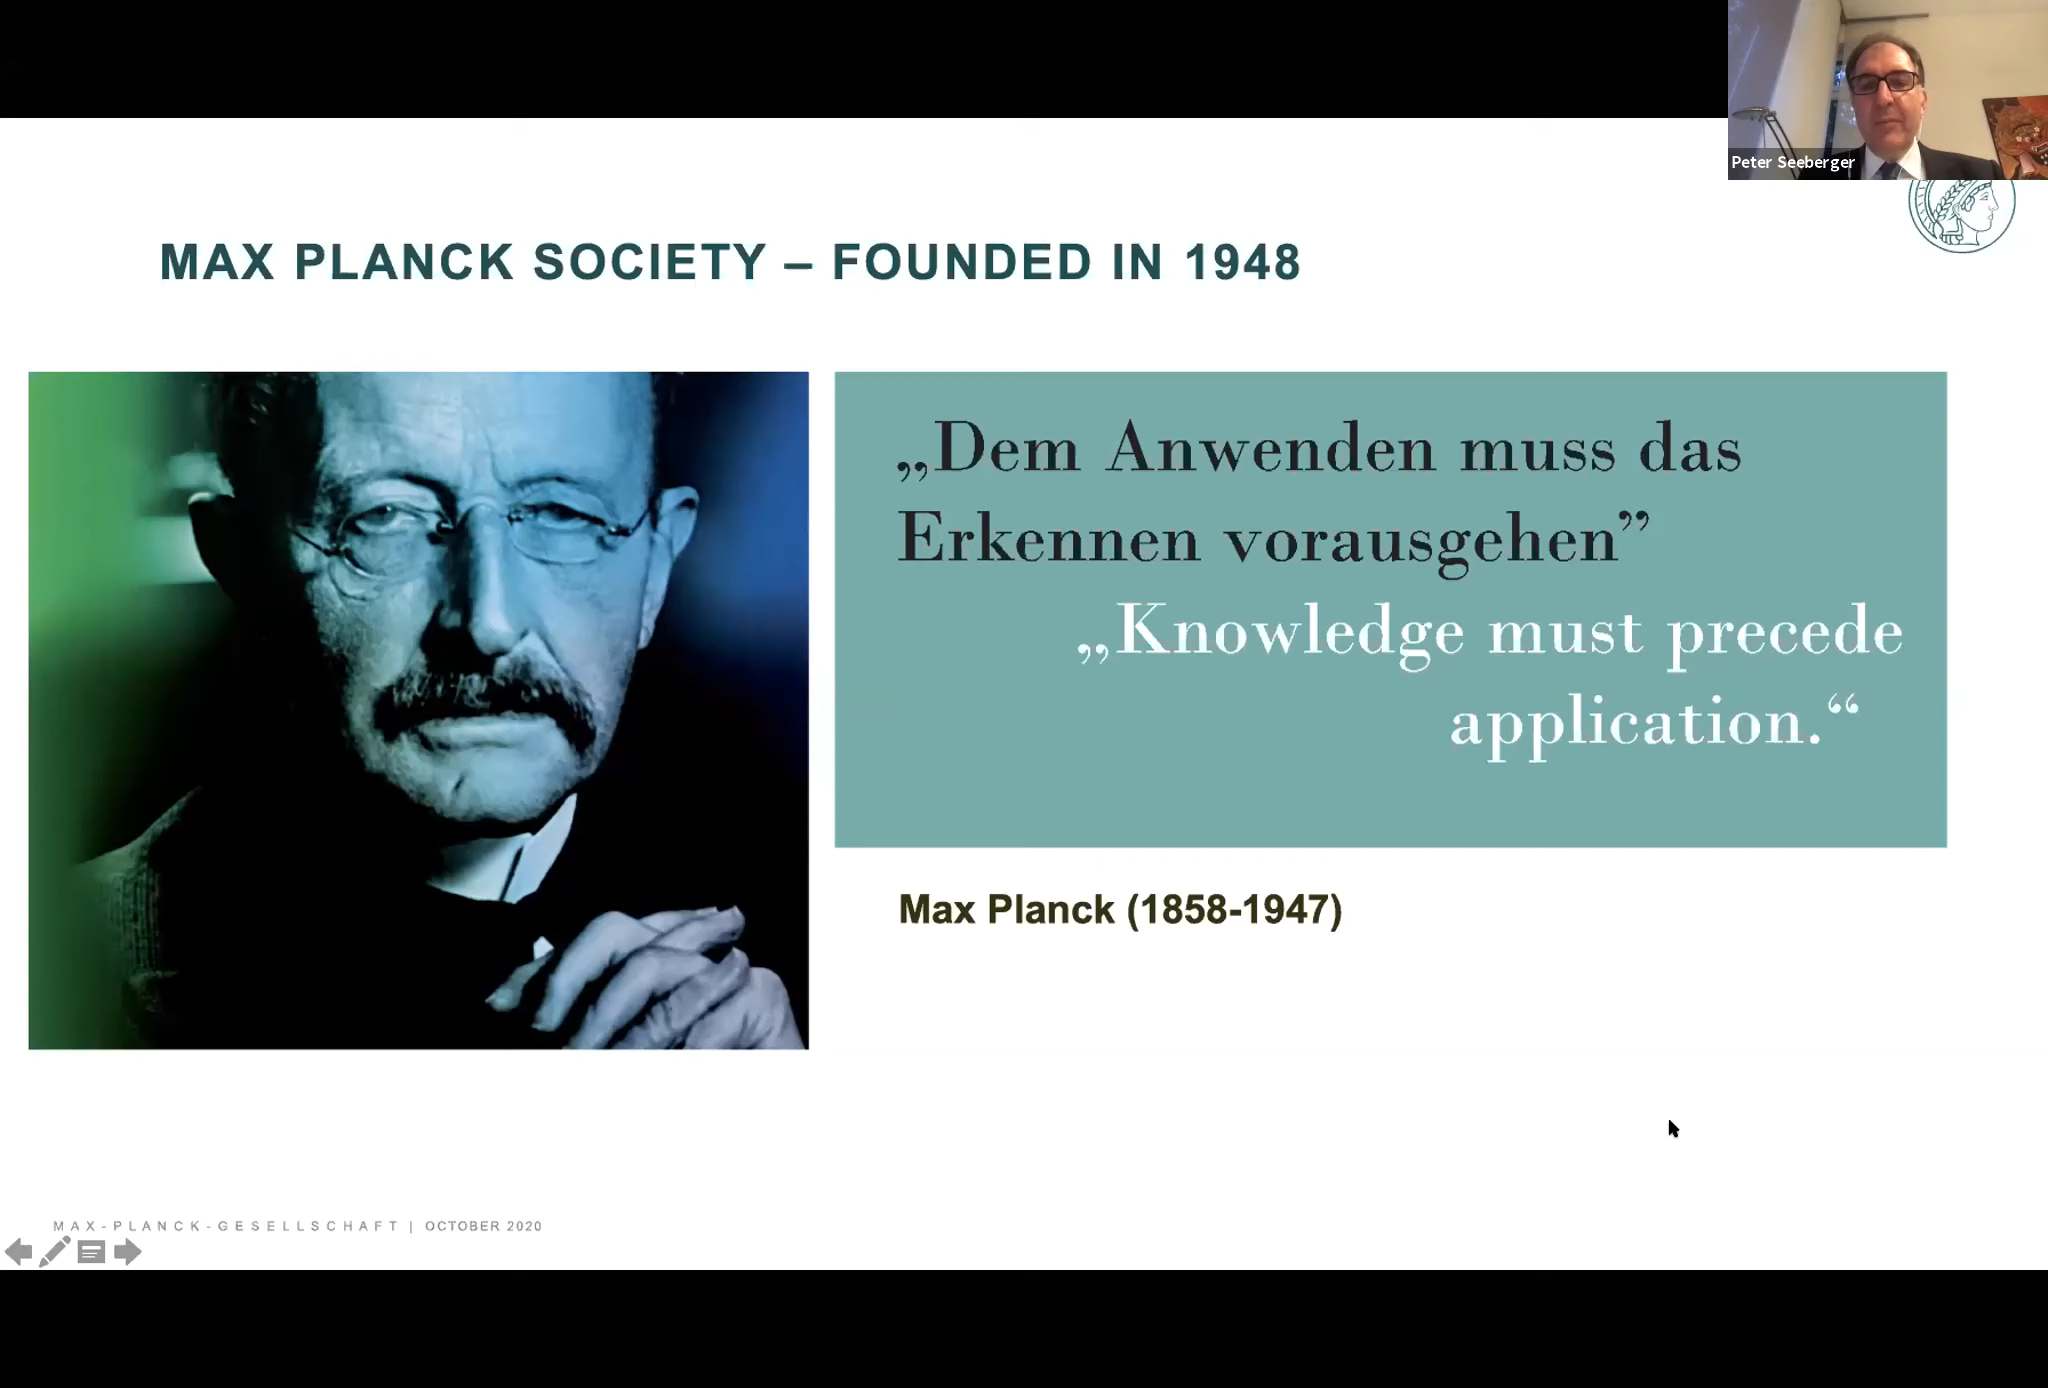 Peter Seeberger
MAX PLANCK SOCIETY – FOUNDED IN 1948
„Dem Anwenden muss das
Erkennen vorausgehen”
„Knowledge must precede
application.“
Max Planck (1858-1947)
MAX-PLANCK-GESELLSCHAFT | OCTOBER 2020